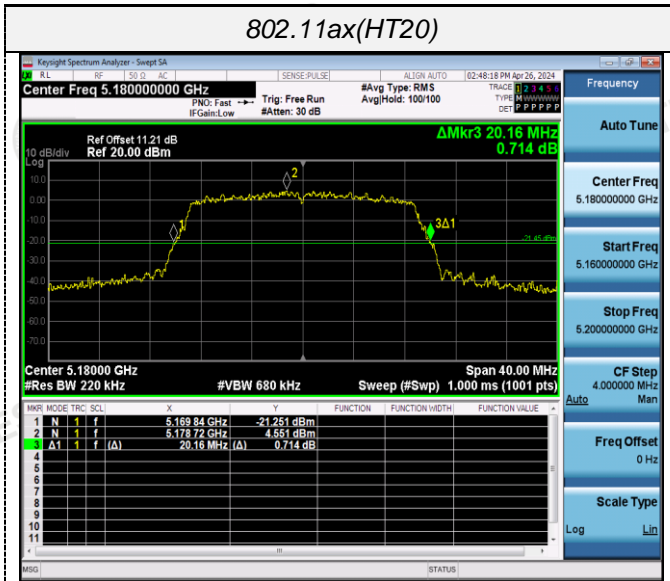 802.11ax(HT20)
Keysight Spectrum Analyzer - Swept SA
RL RF 50 Ω AC SENSE:PULSE ALIGN AUTO 02:48:18 PM Apr 26, 2024
Center Freq 5.180000000 GHz
PNO: Fast
IFGain:Low
Trig: Free Run
#Atten: 30 dB
#Avg Type: RMS
Avg|Hold: 100/100
TRACE 1 2 3 4 5 6
TYPE M WWWWW
DET P P P P P P
ΔMkr3 20.16 MHz
0.714 dB
Ref Offset 11.21 dB
10 dB/div Ref 20.00 dBm
Log
10.0
0.00
-10.0
-20.0
-30.0
-40.0
-50.0
-60.0
-70.0
1
2
3Δ1
-21.45 dBm
Center 5.18000 GHz Span 40.00 MHz
#Res BW 220 kHz #VBW 680 kHz Sweep (#Swp) 1.000 ms (1001 pts)
MKR MODE TRC SCL X Y FUNCTION FUNCTION WIDTH FUNCTION VALUE
1 N 1 f 5.169 84 GHz -21.251 dBm
2 N 1 f 5.178 72 GHz 4.551 dBm
3 Δ1 1 f (Δ) 20.16 MHz (Δ) 0.714 dB
4
5
6
7
8
9
10
11
MSG STATUS
Frequency
Auto Tune
Center Freq
5.180000000 GHz
Start Freq
5.160000000 GHz
Stop Freq
5.200000000 GHz
CF Step
4.000000 MHz
Auto Man
Freq Offset
0 Hz
Scale Type
Log Lin